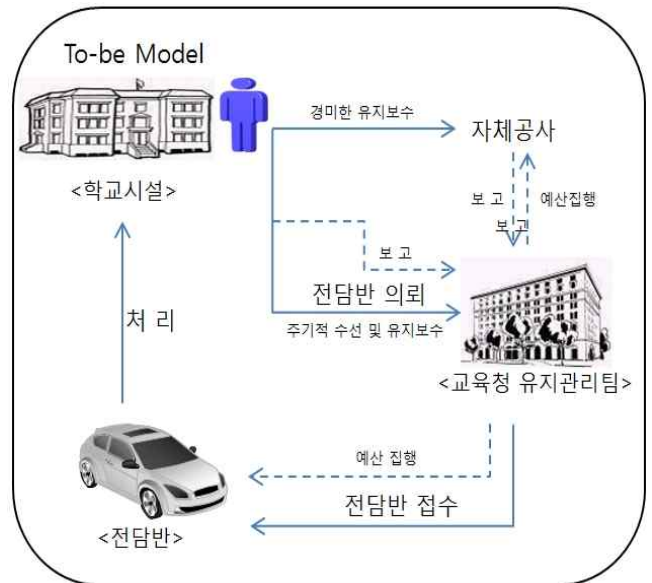 To-be Model
<학교시설>
경미한 유지보수
자체공사
보 고
예산집행
보 고
보 고
전담반 의뢰
주기적 수선 및 유지보수
<교육청 유지관리팀>
처 리
예산 집행
전담반 접수
<전담반>